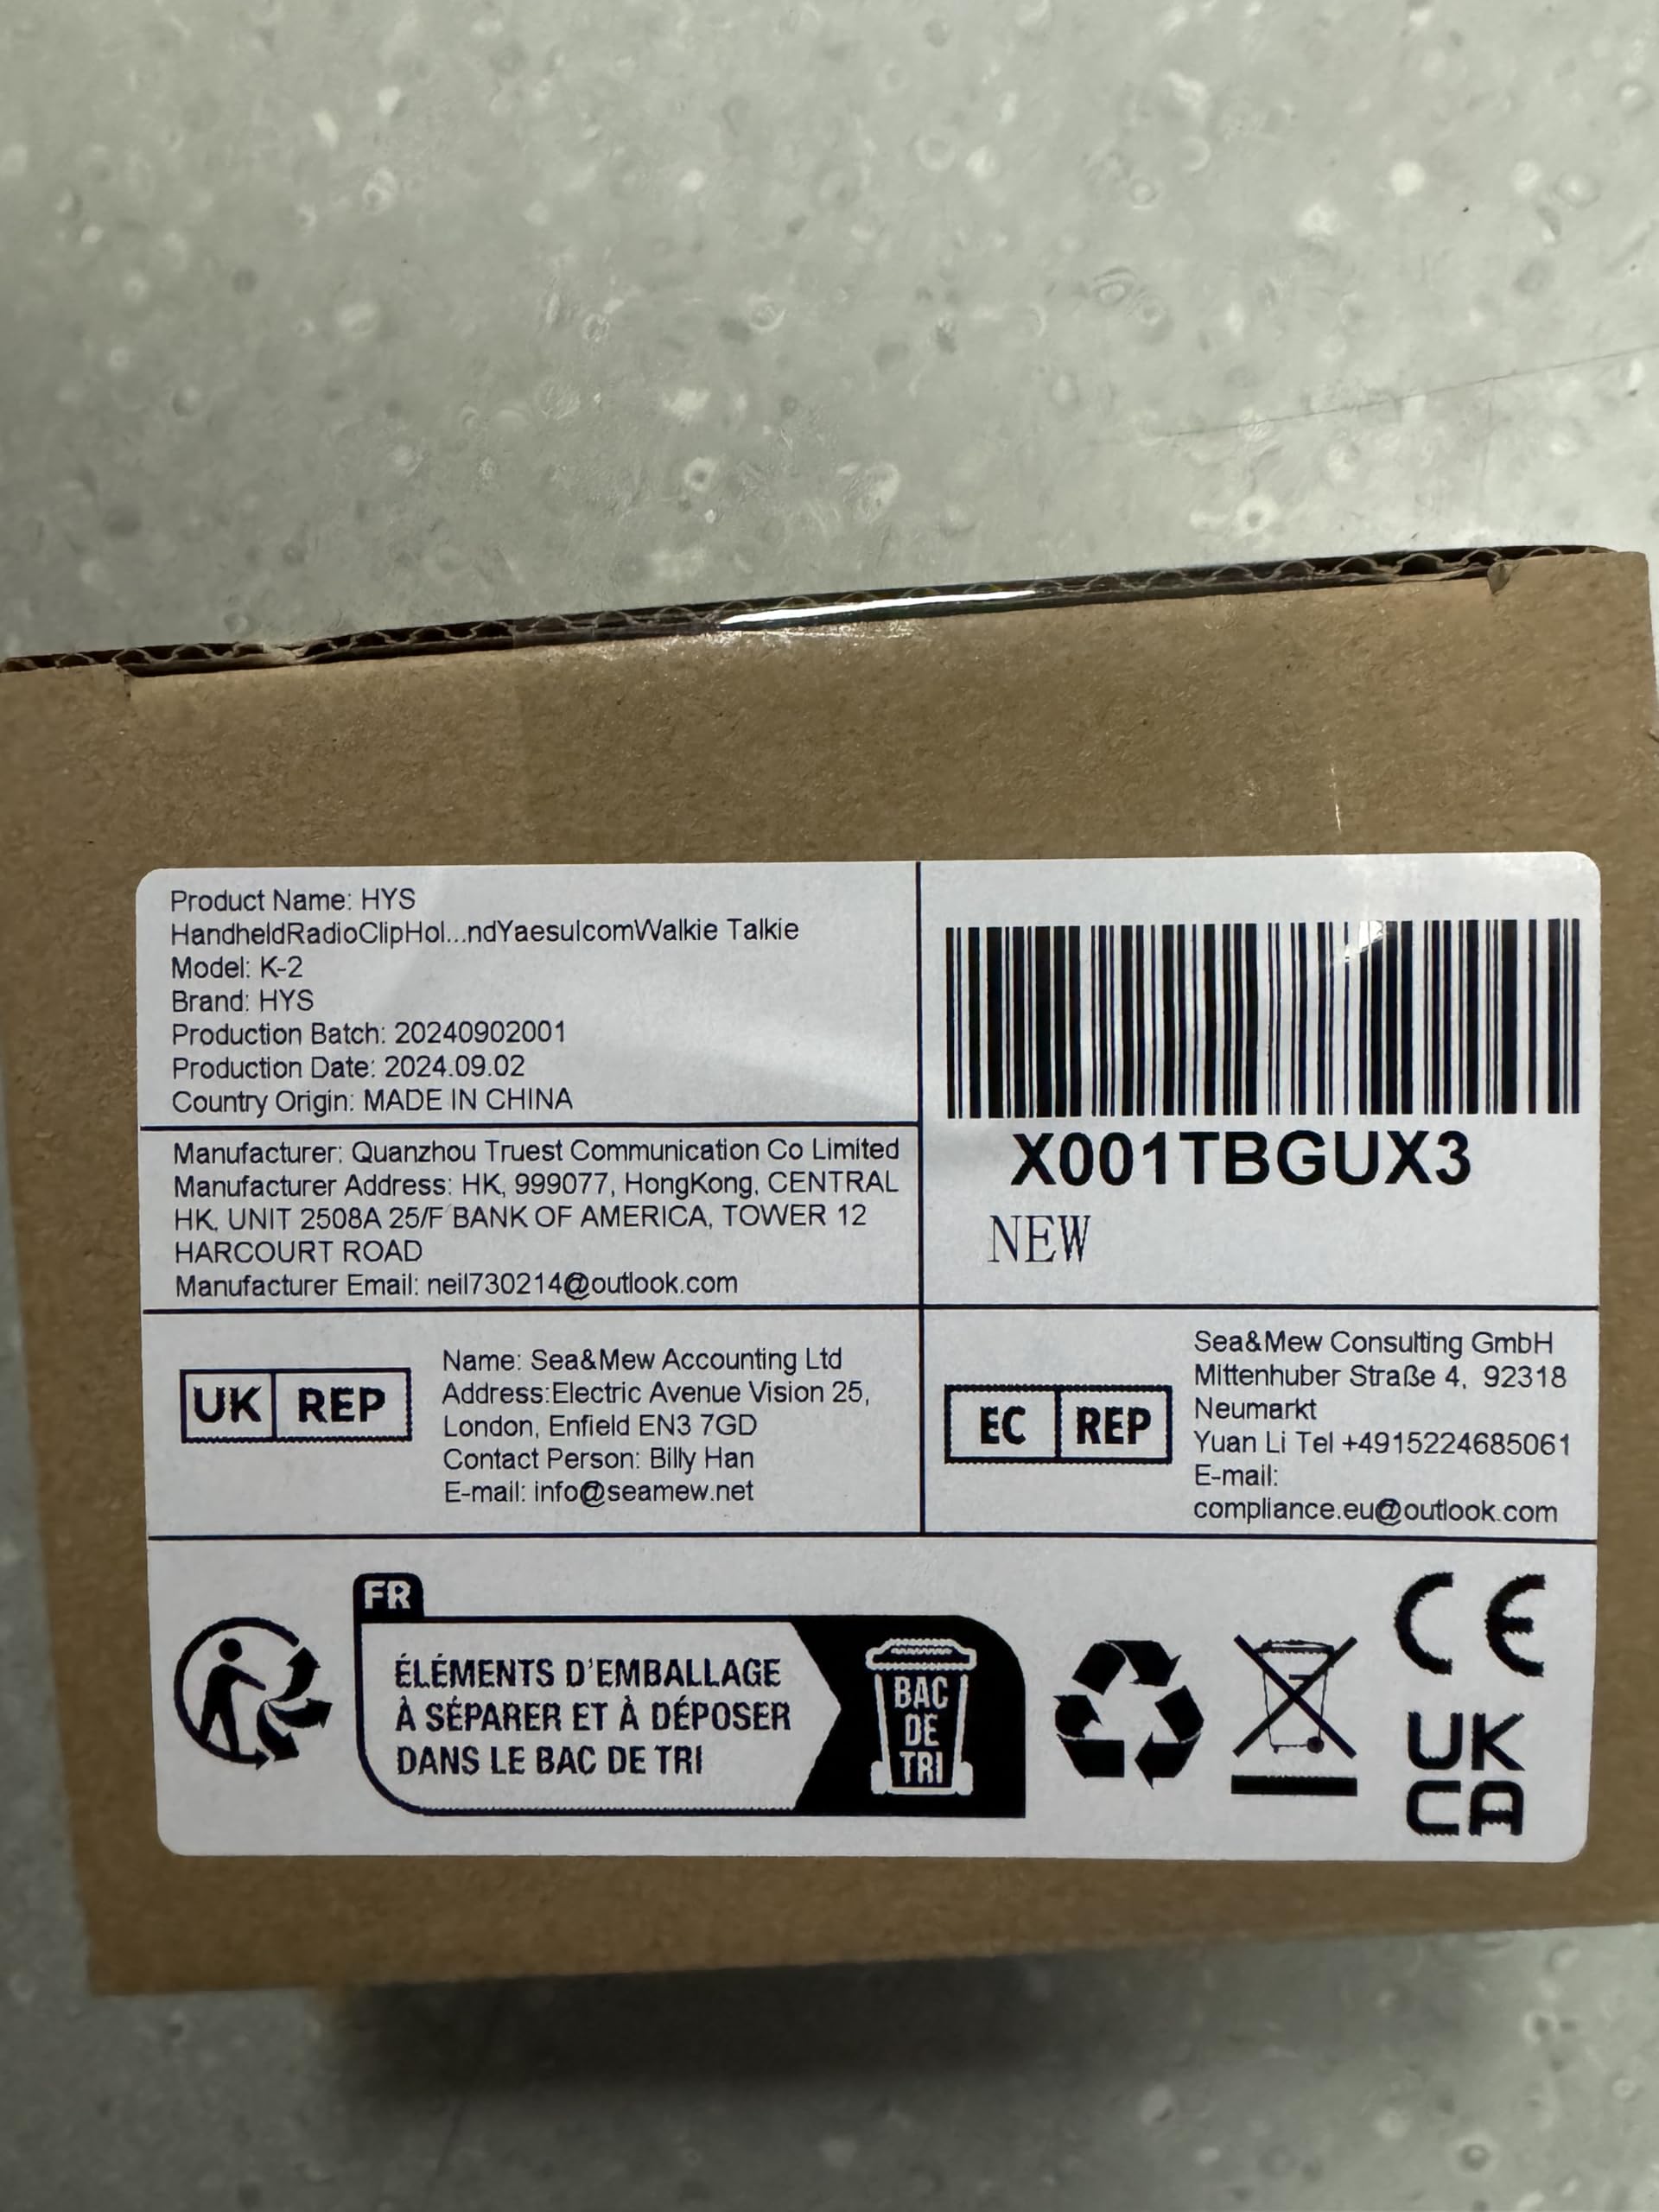 Product Name: HYS
HandheldRadioClipHol...ndYaesuIcomWalkie Talkie
Model: K-2
Brand: HYS
Production Batch: 20240902001
Production Date: 2024.09.02
Country Origin: MADE IN CHINA
Manufacturer: Quanzhou Truest Communication Co Limited
Manufacturer Address: HK, 999077, HongKong, CENTRAL
HK, UNIT 2508A 25/F BANK OF AMERICA, TOWER 12
HARCOURT ROAD
Manufacturer Email: neil730214@outlook.com
X001TBGUX3
NEW
UK REP
Name: Sea&Mew Accounting Ltd
Address:Electric Avenue Vision 25,
London, Enfield EN3 7GD
Contact Person: Billy Han
E-mail: info@seamew.net
EC REP
Sea&Mew Consulting GmbH
Mittenhuber Straße 4, 92318
Neumarkt
Yuan Li Tel +4915224685061
E-mail:
compliance.eu@outlook.com
FR
ÉLÉMENTS D'EMBALLAGE
À SÉPARER ET À DÉPOSER
DANS LE BAC DE TRI
BAC
DE
TRI
CE
UK
CA